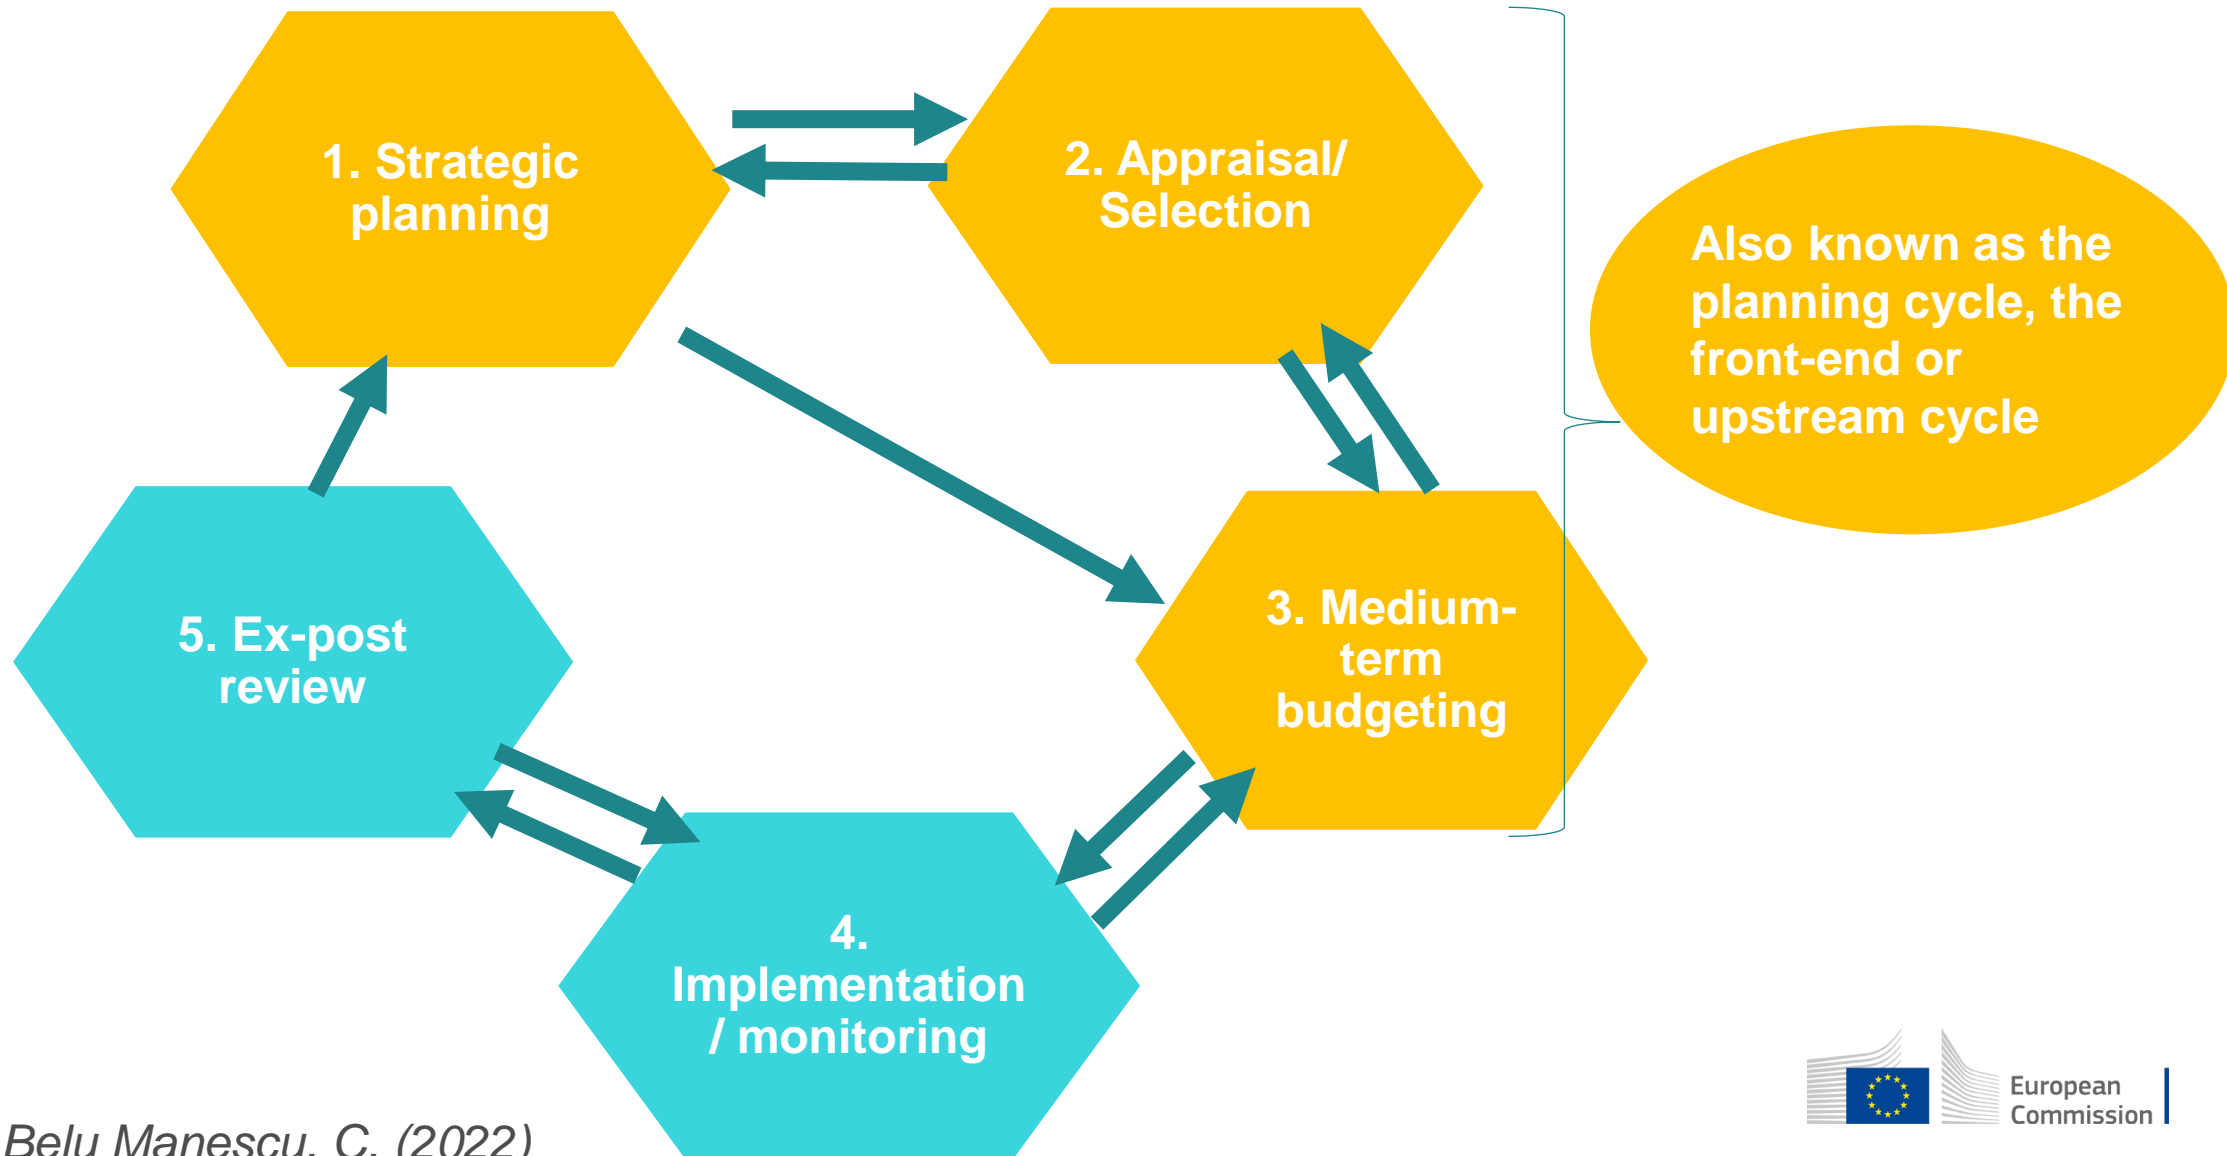 1. Strategic
planning
2. Appraisal/
Selection
Also known as the
planning cycle, the
front-end or
upstream cycle
3. Medium-
term
budgeting
5. Ex-post
review
4.
Implementation
/ monitoring
European
Commission
Belu Manescu, C. (2022)